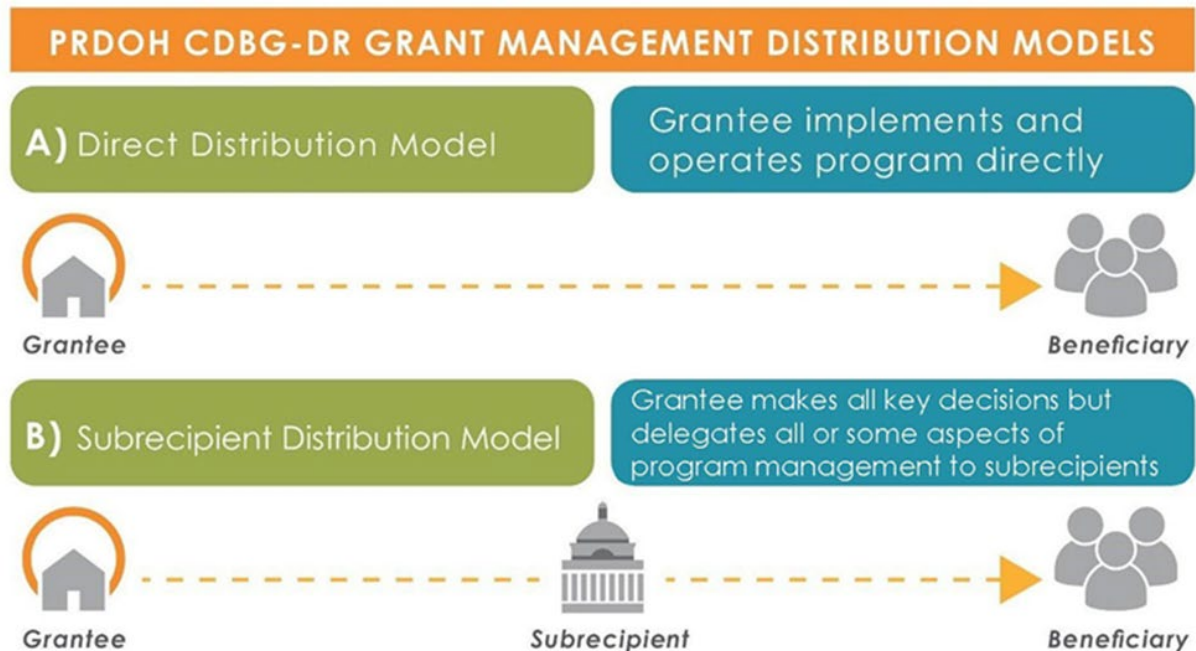 PRDOH CDBG-DR GRANT MANAGEMENT DISTRIBUTION MODELS
A) Direct Distribution Model
Grantee implements and
operates program directly
Grantee
Beneficiary
B) Subrecipient Distribution Model
Grantee makes all key decisions but
delegates all or some aspects of
program management to subrecipients
Grantee
Subrecipient
Beneficiary